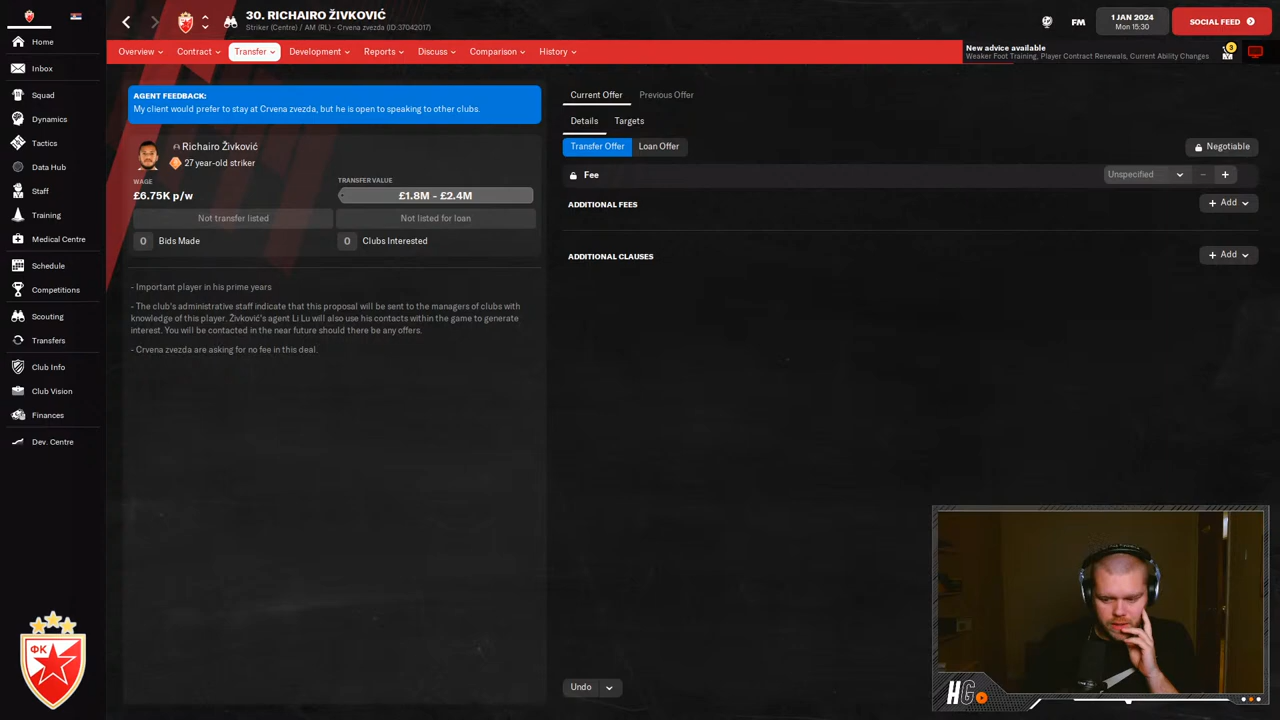 30. RICHAIRO ŽIVKOVIĆ
Striker (Centre) / AM (RL) - Crvena zvezda (ID:37042017)
FM
1 JAN 2024
Mon 15:30
SOCIAL FEED
Home
Inbox
Squad
Dynamics
Tactics
Data Hub
Staff
Training
Medical Centre
Schedule
Competitions
Scouting
Transfers
Club Info
Club Vision
Finances
Dev. Centre
Overview
Contract
Transfer
Development
Reports
Discuss
Comparison
History
New advice available
Weaker Foot Training, Player Contract Renewals, Current Ability Changes
3
AGENT FEEDBACK:
My client would prefer to stay at Crvena zvezda, but he is open to speaking to other clubs.
Richairo Živković
27 year-old striker
WAGE
£6.75K p/w
TRANSFER VALUE
£1.8M - £2.4M
Not transfer listed
Not listed for loan
0 Bids Made
0 Clubs Interested
- Important player in his prime years
- The club's administrative staff indicate that this proposal will be sent to the managers of clubs with
knowledge of this player. Živković's agent Li Lu will also use his contacts within the game to generate
interest. You will be contacted in the near future should there be any offers.
- Crvena zvezda are asking for no fee in this deal.
Current Offer
Previous Offer
Details
Targets
Transfer Offer
Loan Offer
Negotiable
Fee
Unspecified
ADDITIONAL FEES
Add
ADDITIONAL CLAUSES
Add
Undo
ФК
HG